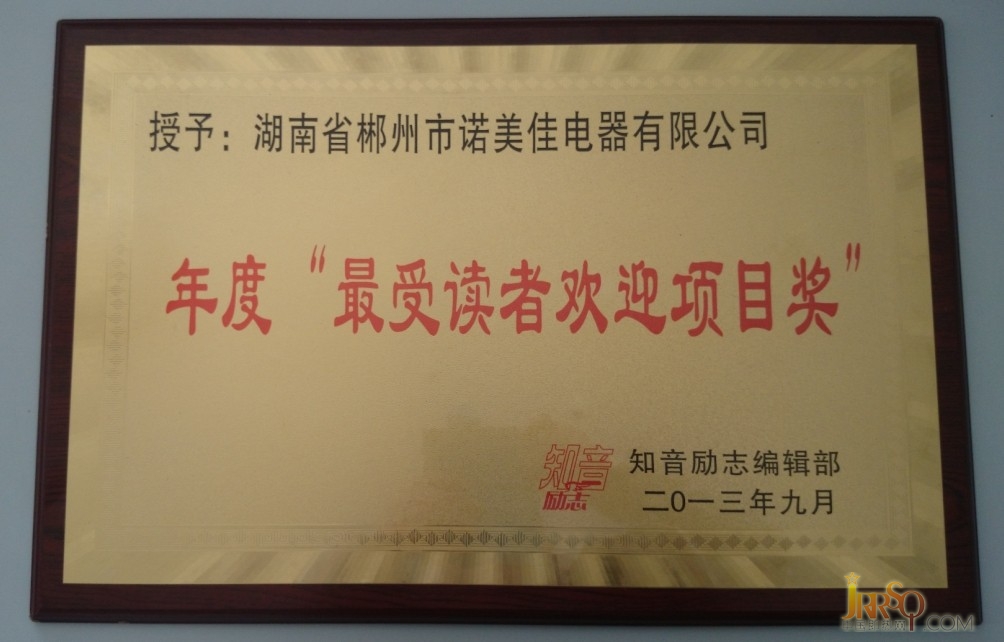 授予：湖南省郴州市诺美佳电器有限公司
年度“最受读者欢迎项目奖”
知音
励志
知音励志编辑部
二〇一三年九月
JRRSQ.COM